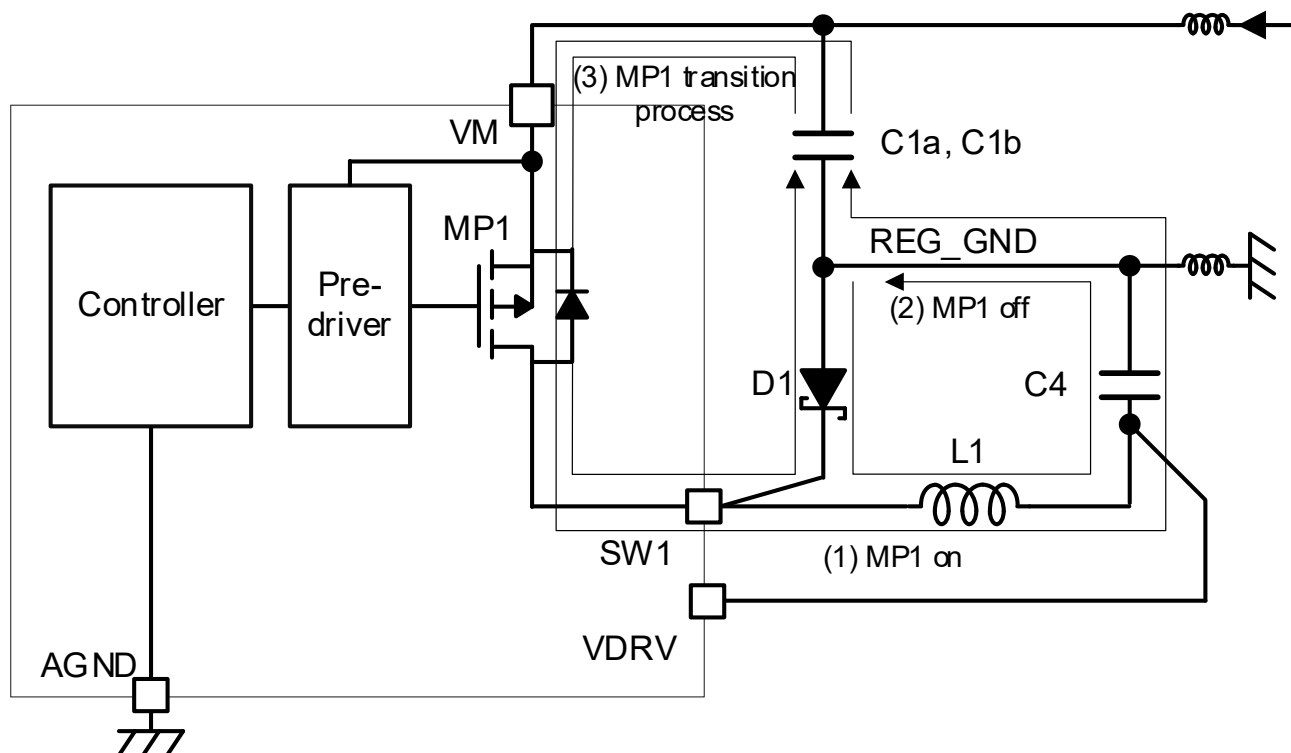 (3) MP1 transition
process
VM
C1a, C1b
MP1
REG_GND
Controller
Pre-
driver
(2) MP1 off
D1
C4
L1
SW1
(1) MP1 on
VDRV
AGND